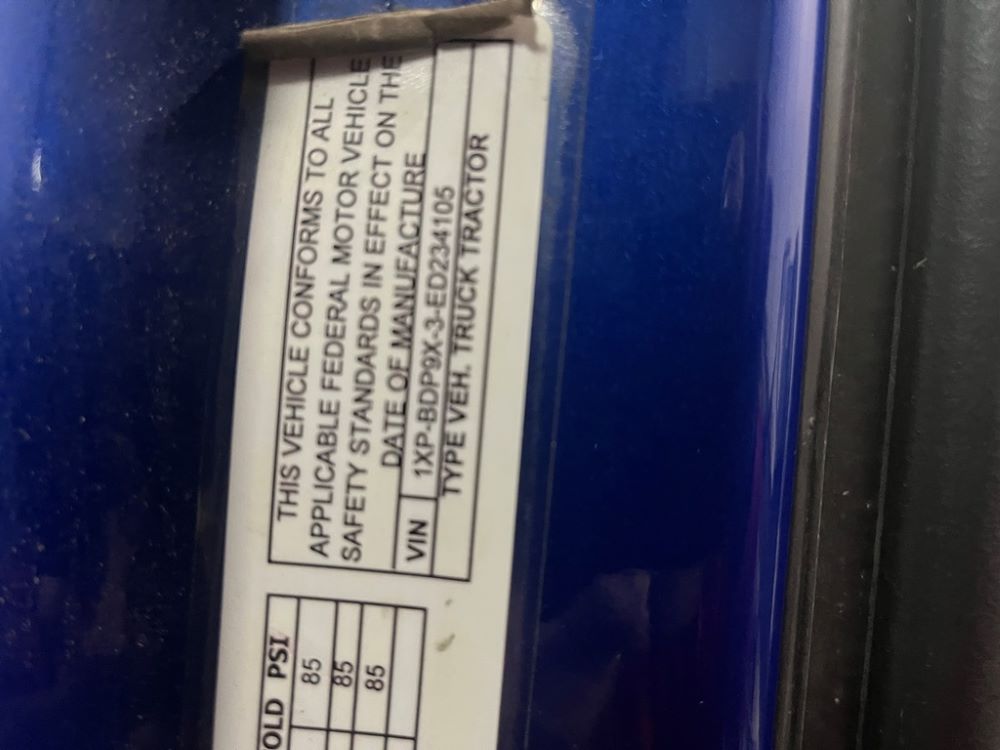 OLD PSI
85
85
85
THIS VEHICLE CONFORMS TO ALL
APPLICABLE FEDERAL MOTOR VEHICLE
SAFETY STANDARDS IN EFFECT ON THE
DATE OF MANUFACTURE
VIN 1XP-BDP9X-3-ED234105
TYPE VEH. TRUCK TRACTOR